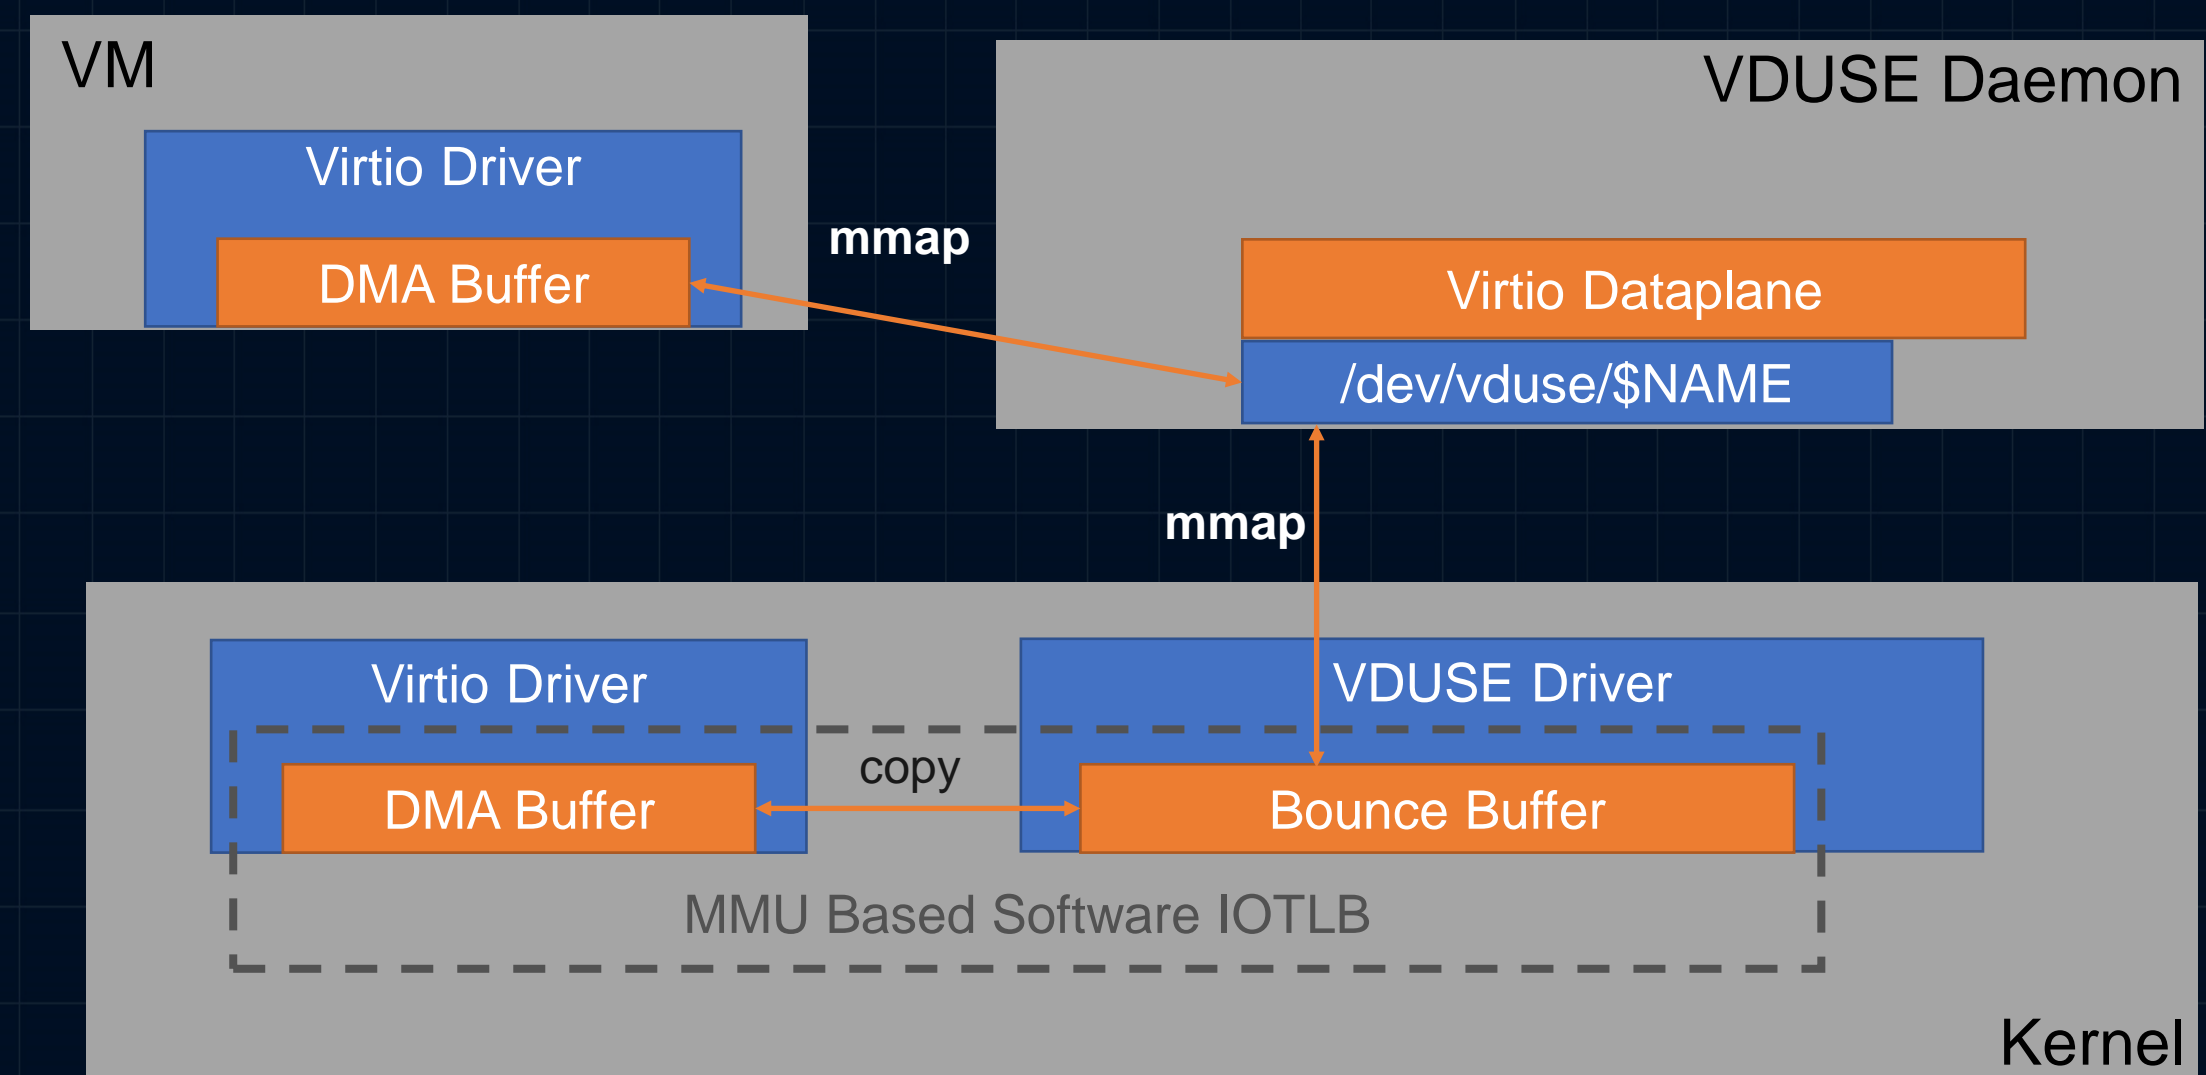 VM
Virtio Driver
DMA Buffer
mmap
VDUSE Daemon
Virtio Dataplane
/dev/vduse/$NAME
mmap
Virtio Driver
DMA Buffer
copy
VDUSE Driver
Bounce Buffer
MMU Based Software IOTLB
Kernel